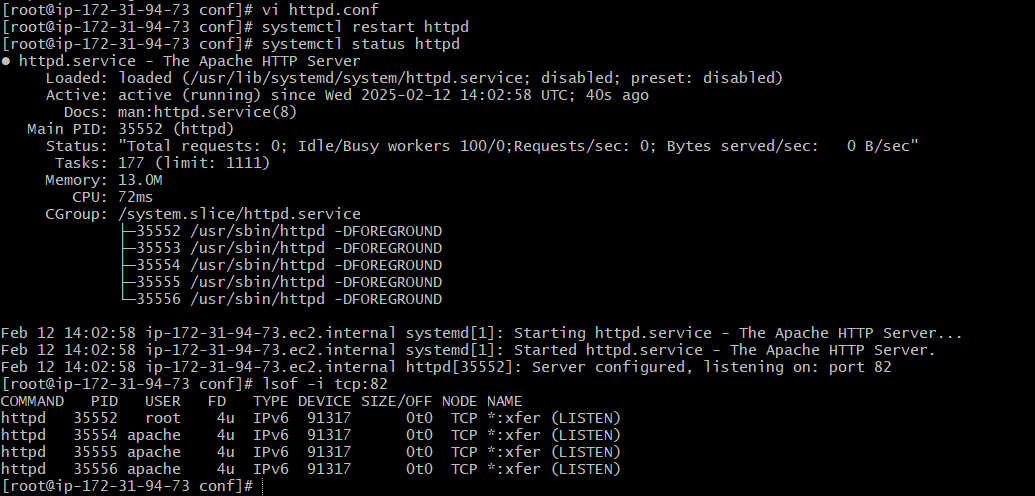 [root@ip-172-31-94-73 conf]# vi httpd.conf
[root@ip-172-31-94-73 conf]# systemctl restart httpd
[root@ip-172-31-94-73 conf]# systemctl status httpd
● httpd.service - The Apache HTTP Server
     Loaded: loaded (/usr/lib/systemd/system/httpd.service; disabled; preset: disabled)
     Active: active (running) since Wed 2025-02-12 14:02:58 UTC; 40s ago
       Docs: man:httpd.service(8)
   Main PID: 35552 (httpd)
     Status: "Total requests: 0; Idle/Busy workers 100/0;Requests/sec: 0; Bytes served/sec:   0 B/sec"
      Tasks: 177 (limit: 1111)
     Memory: 13.0M
        CPU: 72ms
     CGroup: /system.slice/httpd.service
             ├─35552 /usr/sbin/httpd -DFOREGROUND
             ├─35553 /usr/sbin/httpd -DFOREGROUND
             ├─35554 /usr/sbin/httpd -DFOREGROUND
             ├─35555 /usr/sbin/httpd -DFOREGROUND
             └─35556 /usr/sbin/httpd -DFOREGROUND
Feb 12 14:02:58 ip-172-31-94-73.ec2.internal systemd[1]: Starting httpd.service - The Apache HTTP Server...
Feb 12 14:02:58 ip-172-31-94-73.ec2.internal systemd[1]: Started httpd.service - The Apache HTTP Server.
Feb 12 14:02:58 ip-172-31-94-73.ec2.internal httpd[35552]: Server configured, listening on: port 82
[root@ip-172-31-94-73 conf]# lsof -i tcp:82
COMMAND   PID   USER   FD   TYPE DEVICE SIZE/OFF NODE NAME
httpd   35552   root    4u  IPv6  91317      0t0  TCP *:xfer (LISTEN)
httpd   35554 apache    4u  IPv6  91317      0t0  TCP *:xfer (LISTEN)
httpd   35555 apache    4u  IPv6  91317      0t0  TCP *:xfer (LISTEN)
httpd   35556 apache    4u  IPv6  91317      0t0  TCP *:xfer (LISTEN)
[root@ip-172-31-94-73 conf]#